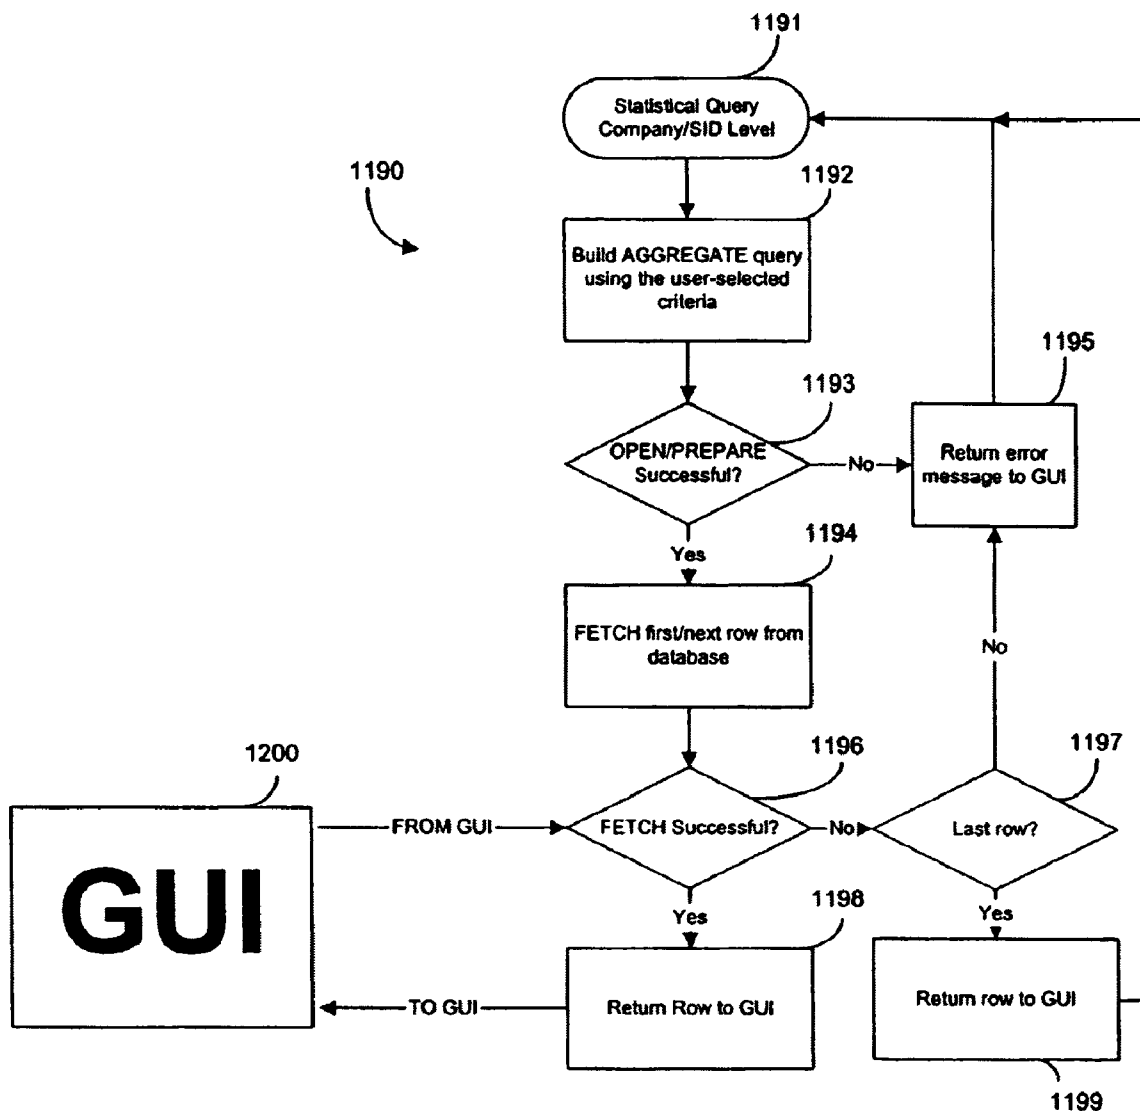 1191
Statistical Query
Company/SID Level
1190
1192
Build AGGREGATE query
using the user-selected
criteria
1193
OPEN/PREPARE
Successful?
No
1195
Return error
message to GUI
Yes
1194
FETCH first/next row from
database
No
1200
GUI
FROM GUI
1196
FETCH Successful?
No
1197
Last row?
Yes
1198
Return Row to GUI
TO GUI
Yes
Return row to GUI
1199